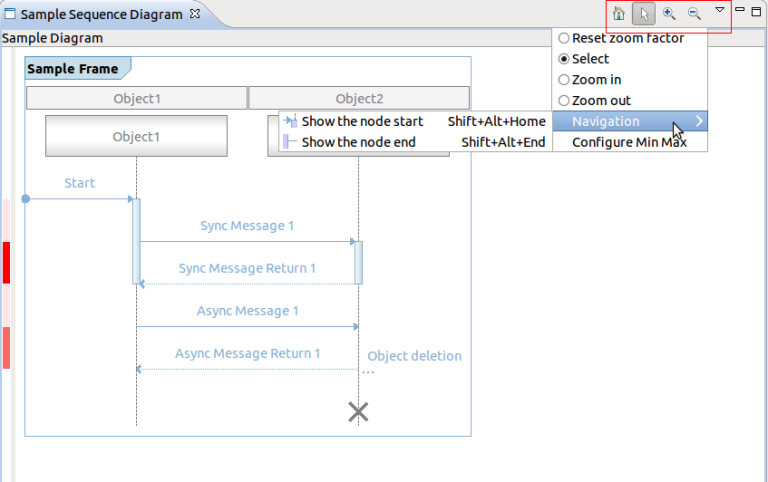 Sample Sequence Diagram
Sample Diagram
Reset zoom factor
Select
Zoom in
Zoom out
Navigation
Configure Min Max
Show the node start Shift+Alt+Home
Show the node end Shift+Alt+End
Sample Frame
Object1 Object2
Object1
Start
Sync Message 1
Sync Message Return 1
Async Message 1
Async Message Return 1
Object deletion
...